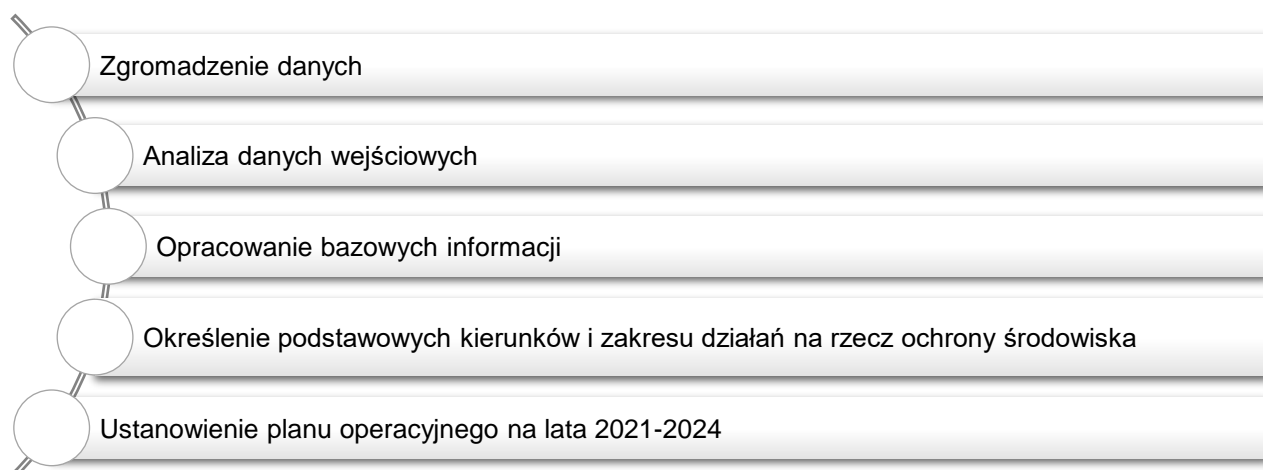 Zgromadzenie danych
Analiza danych wejściowych
Opracowanie bazowych informacji
Określenie podstawowych kierunków i zakresu działań na rzecz ochrony środowiska
Ustanowienie planu operacyjnego na lata 2021-2024